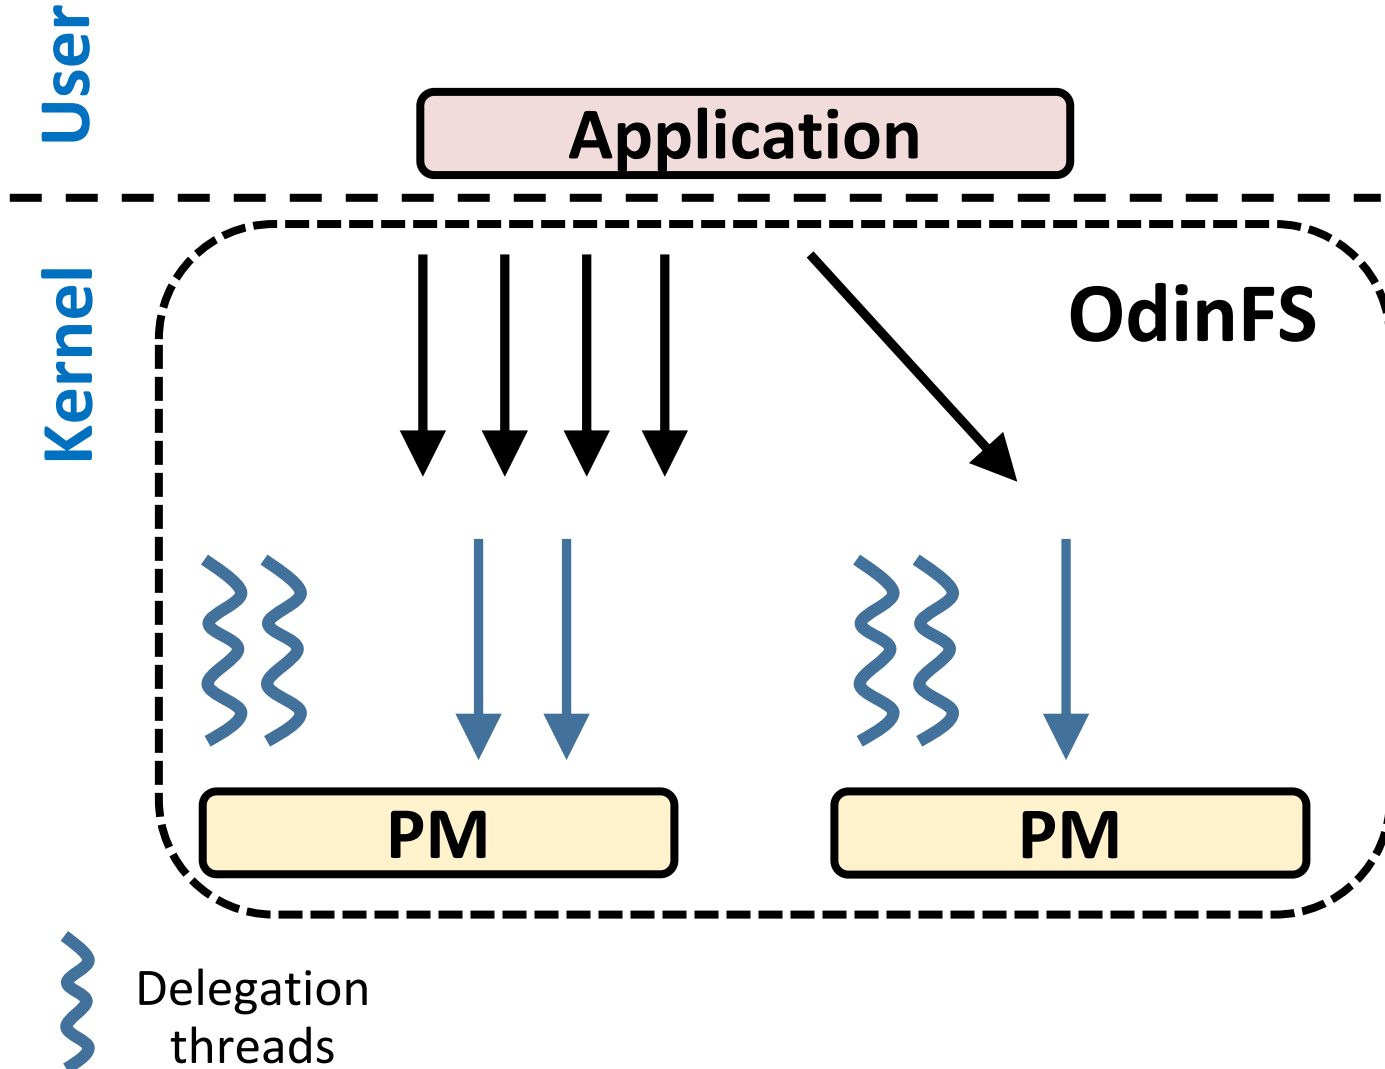 User
Application
Kernel
OdinFS
PM
PM
Delegation
threads